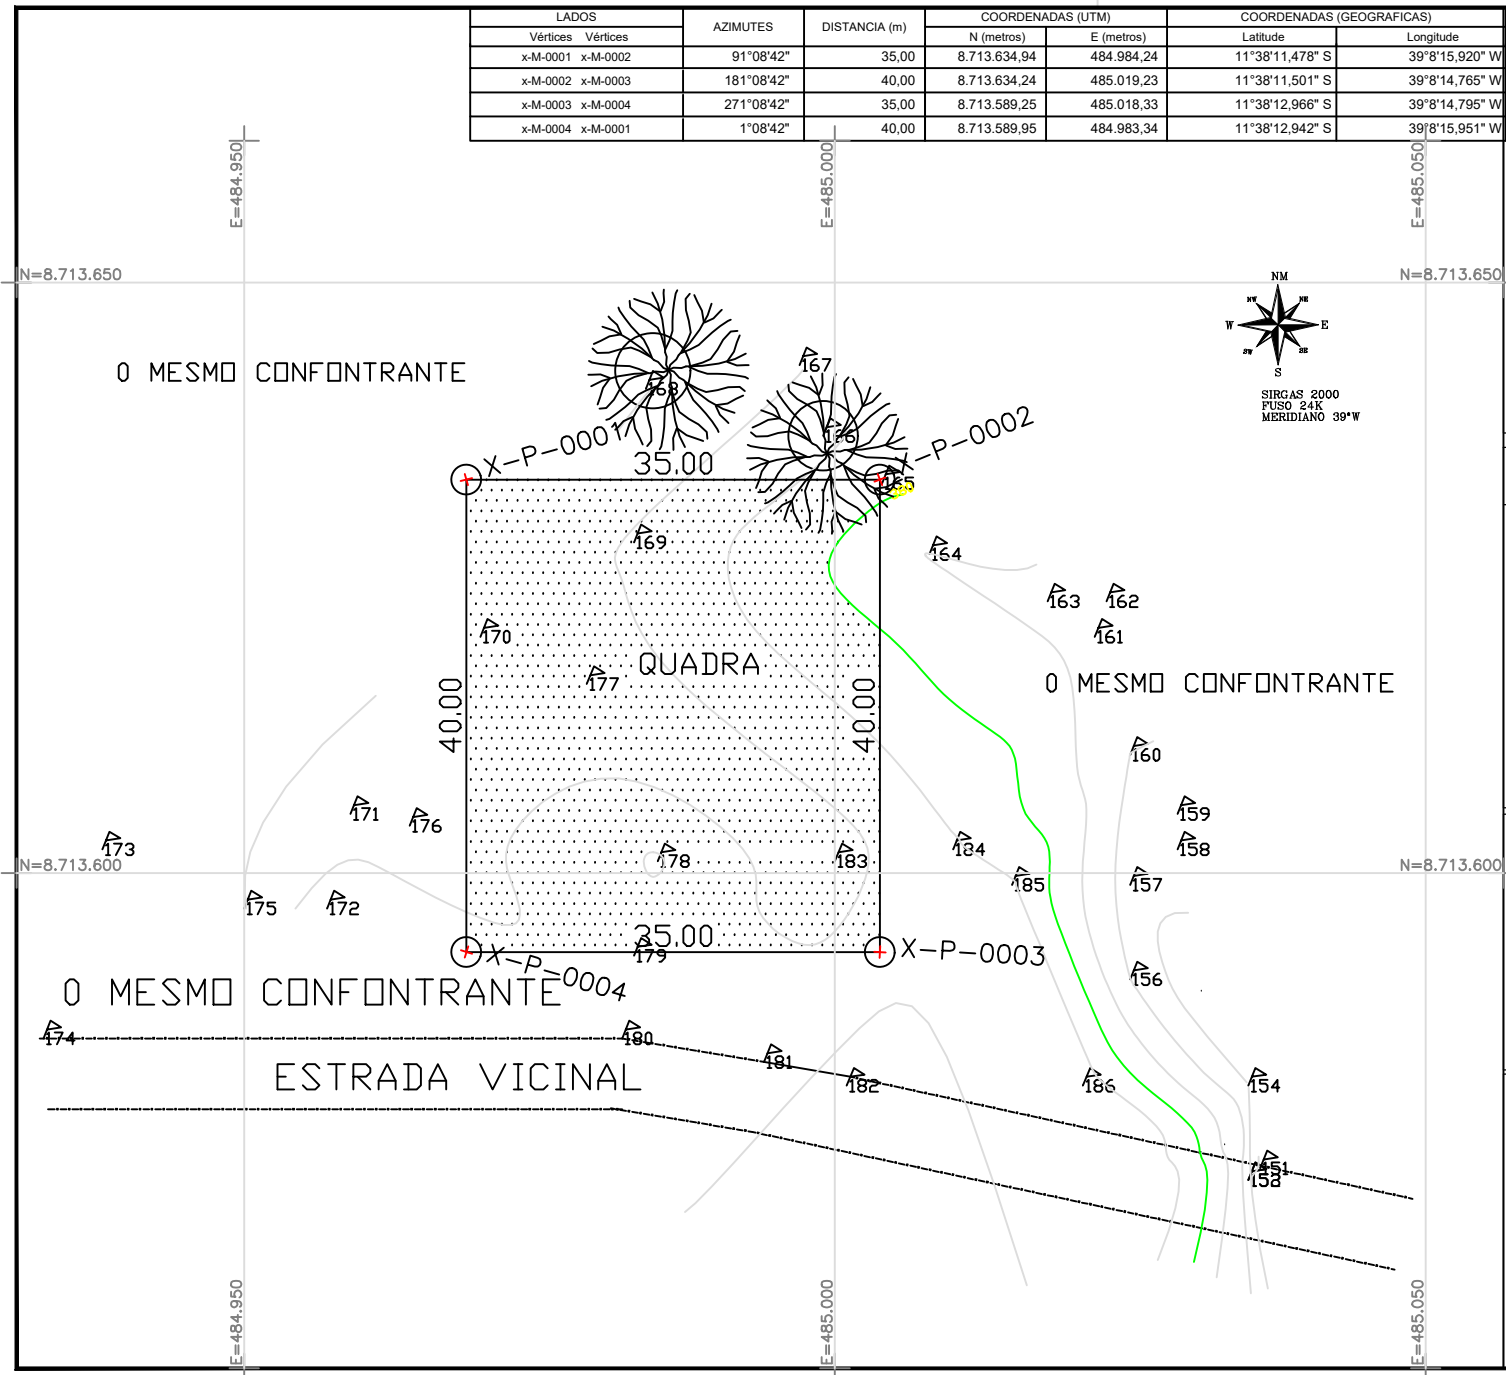 LADOS AZIMUTES DISTANCIA (m) COORDENADAS (UTM) COORDENADAS (GEOGRAFICAS)
Vértices Vértices N (metros) E (metros) Latitude Longitude
x-M-0001 x-M-0002 91°08'42" 35,00 8.713.634,94 484.984,24 11°38'11,478" S 39°8'15,920" W
x-M-0002 x-M-0003 181°08'42" 40,00 8.713.634,24 485.019,23 11°38'11,501" S 39°8'14,765" W
x-M-0003 x-M-0004 271°08'42" 35,00 8.713.589,25 485.018,33 11°38'12,966" S 39°8'14,795" W
x-M-0004 x-M-0001 1°08'42" 40,00 8.713.589,95 484.983,34 11°38'12,942" S 39°8'15,951" W
E=484.950 E=485.000 E=485.050
N=8.713.650 N=8.713.650
NM
NW NE
W E
SW SE
S
SIRGAS 2000
FUSO 24K
MERIDIANO 39°W
O MESMO CONFONTRANTE
167
168
166
X-P-0001
X-P-0002
35.00
165
169
164
163 162
170 161
QUADRA
177
O MESMO CONFONTRANTE
40.00 40.00
160
171 176 159
173 178 183 184 158
N=8.713.600 N=8.713.600
185 157
175 172
35.00
179
X-P-0003
X-P-0004
156
O MESMO CONFONTRANTE
174 180
181
ESTRADA VICINAL
182 186 154
151
E=484.950 E=485.000 E=485.050